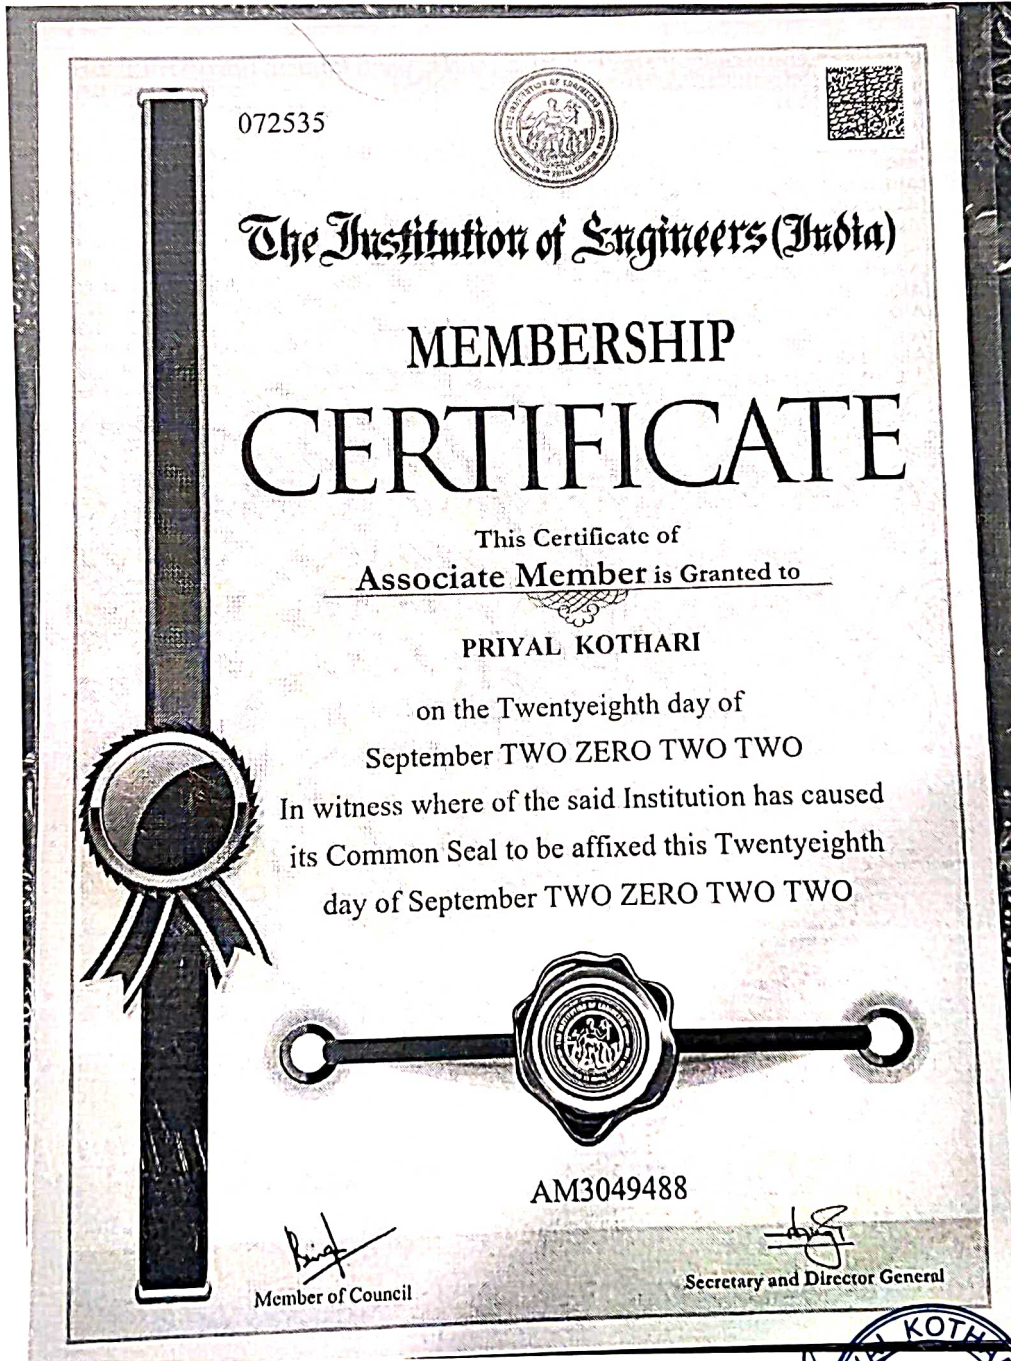 072535
The Institution of Engineers (India)
MEMBERSHIP
CERTIFICATE
This Certificate of
Associate Member is Granted to
PRIYAL KOTHARI
on the Twentyeighth day of
September TWO ZERO TWO TWO
In witness where of the said Institution has caused
its Common Seal to be affixed this Twentyeighth
day of September TWO ZERO TWO TWO
AM3049488
Member of Council
Secretary and Director General